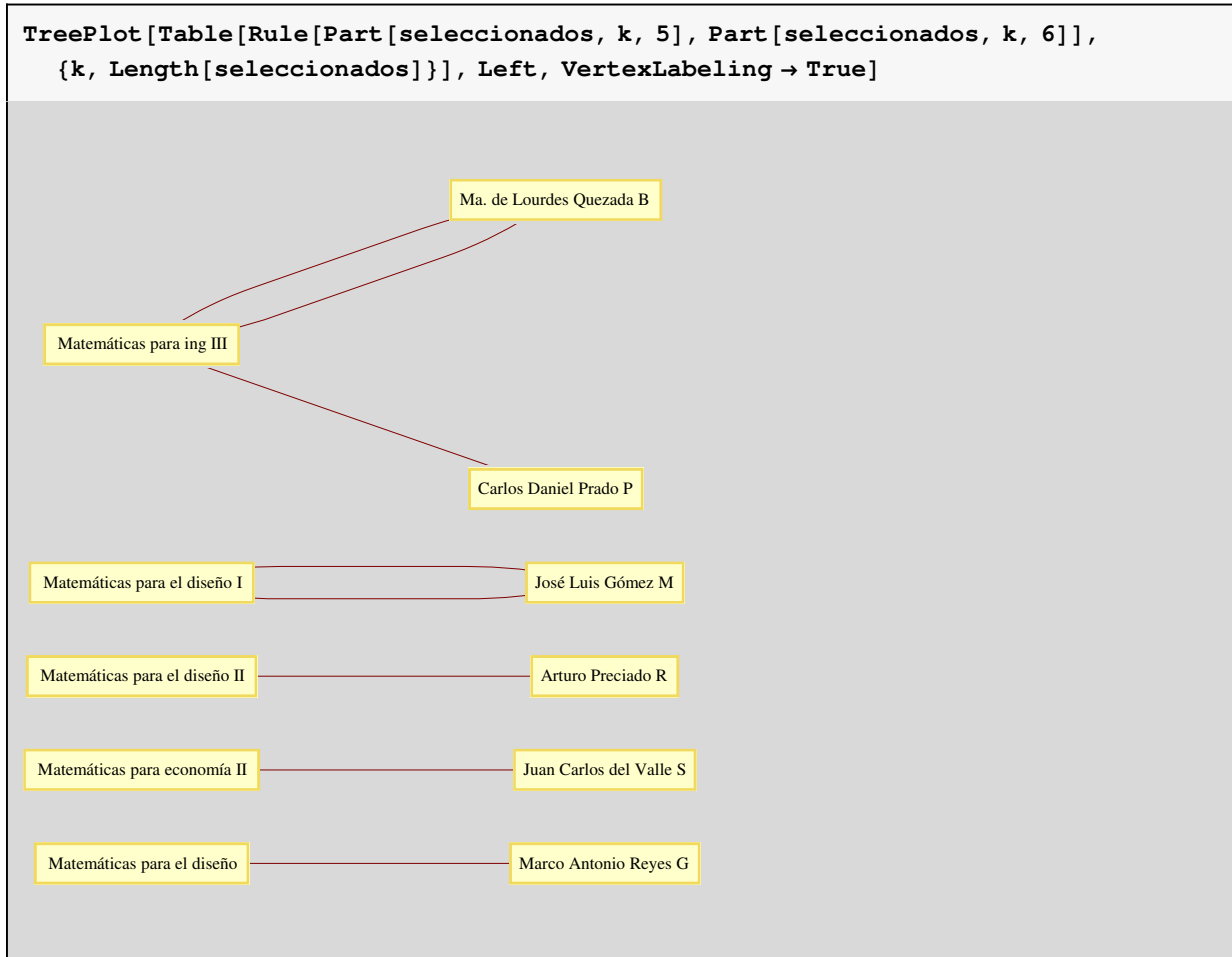 TreePlot[Table[Rule[Part[seleccionados, k, 5], Part[seleccionados, k, 6]],
{k, Length[seleccionados]}], Left, VertexLabeling → True]
Ma. de Lourdes Quezada B
Matemáticas para ing III
Carlos Daniel Prado P
Matemáticas para el diseño I
José Luis Gómez M
Matemáticas para el diseño II
Arturo Preciado R
Matemáticas para economía II
Juan Carlos del Valle S
Matemáticas para el diseño
Marco Antonio Reyes G